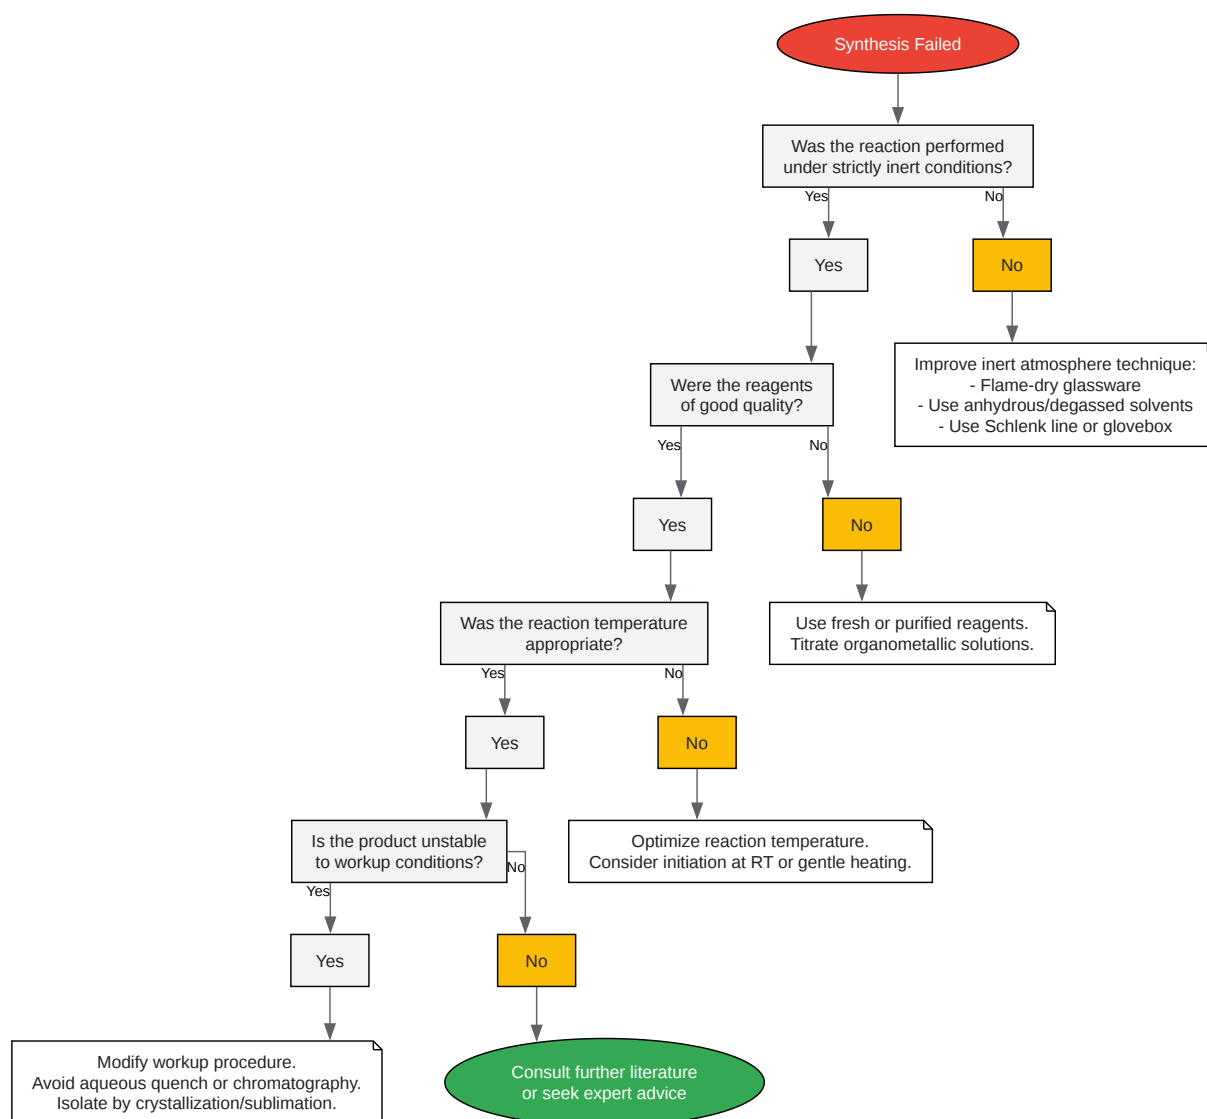 Synthesis Failed
Was the reaction performed
under strictly inert conditions?
Yes
No
Yes
No
Improve inert atmosphere technique:
- Flame-dry glassware
- Use anhydrous/degassed solvents
- Use Schlenk line or glovebox
Were the reagents
of good quality?
Yes
No
Yes
No
Use fresh or purified reagents.
Titrate organometallic solutions.
Was the reaction temperature
appropriate?
Yes
No
Yes
No
Optimize reaction temperature.
Consider initiation at RT or gentle heating.
Is the product unstable
to workup conditions?
Yes
No
Yes
No
Modify workup procedure.
Avoid aqueous quench or chromatography.
Isolate by crystallization/sublimation.
Consult further literature
or seek expert advice